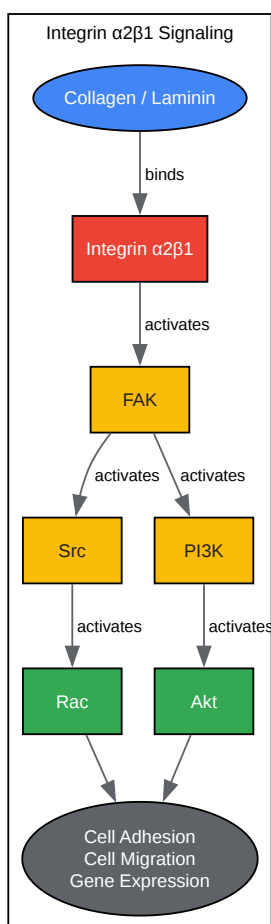 Integrin α2β1 Signaling
Collagen / Laminin
binds
Integrin α2β1
activates
FAK
activates
activates
Src
PI3K
activates
activates
Rac
Akt
Cell Adhesion
Cell Migration
Gene Expression